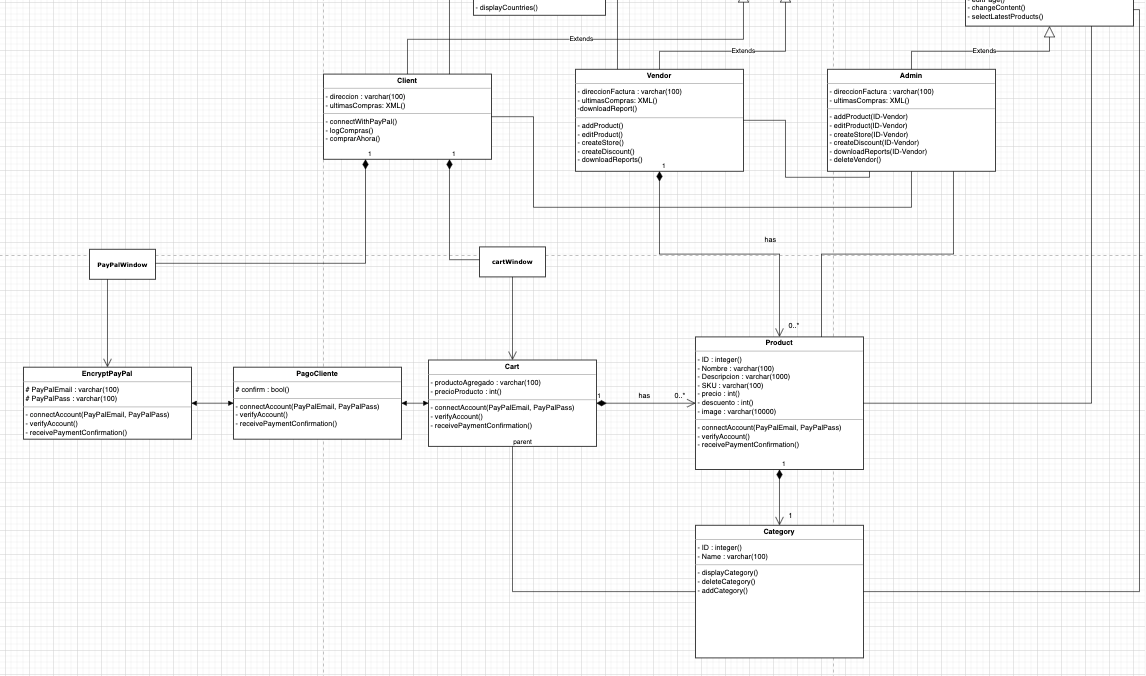 - displayCountries()
- changeContent()
- selectLatestProducts()
Extends
Extends
Extends
Client
- direccion : varchar(100)
- ultimasCompras: XML()
- connectWithPayPal()
- logCompras()
- comprarAhora()
1
1
Vendor
- direccionFactura : varchar(100)
- ultimasCompras: XML()
-downloadReport()
- addProduct()
- editProduct()
- createStore()
- createDiscount()
- downloadReports()
1
Admin
- direccionFactura : varchar(100)
- ultimasCompras: XML()
- addProduct(ID-Vendor)
- editProduct(ID-Vendor)
- createStore(ID-Vendor)
- createDiscount(ID-Vendor)
- downloadReports(ID-Vendor)
- deleteVendor()
has
PayPalWindow
cartWindow
0..*
EncryptPayPal
# PayPalEmail : varchar(100)
# PayPalPass : varchar(100)
- connectAccount(PayPalEmail, PayPalPass)
- verifyAccount()
- receivePaymentConfirmation()
PagoCliente
# confirm : bool()
- connectAccount(PayPalEmail, PayPalPass)
- verifyAccount()
- receivePaymentConfirmation()
Cart
- productoAgregado : varchar(100)
- precioProducto : int()
- connectAccount(PayPalEmail, PayPalPass)
- verifyAccount()
- receivePaymentConfirmation()
parent
1
has
0..*
Product
- ID : integer()
- Nombre : varchar(100)
- Descripcion : varchar(1000)
- SKU : varchar(100)
- precio : int()
- descuento : int()
- image : varchar(10000)
- connectAccount(PayPalEmail, PayPalPass)
- verifyAccount()
- receivePaymentConfirmation()
1
1
Category
- ID : integer()
- Name : varchar(100)
- displayCategory()
- deleteCategory()
- addCategory()